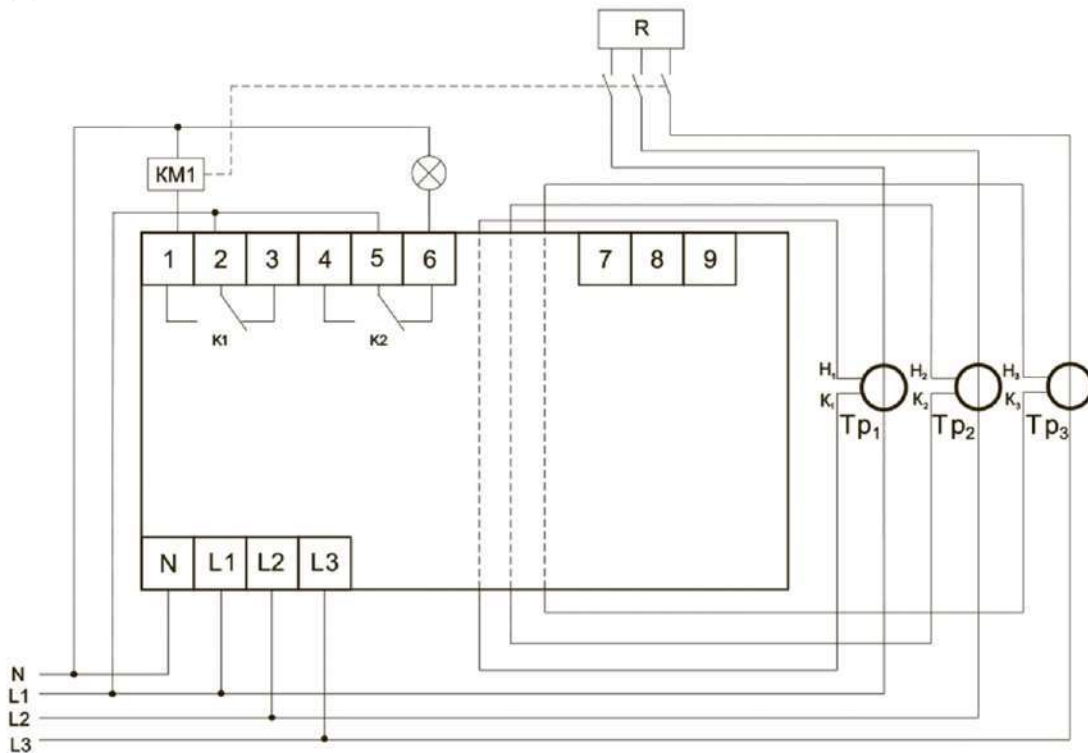 R
KM1
1 2 3 4 5 6 7 8 9
K1 K2
H₁ H₂ H₃
K₁ K₂ K₃
Tp₁ Tp₂ Tp₃
N L1 L2 L3
N
L1
L2
L3